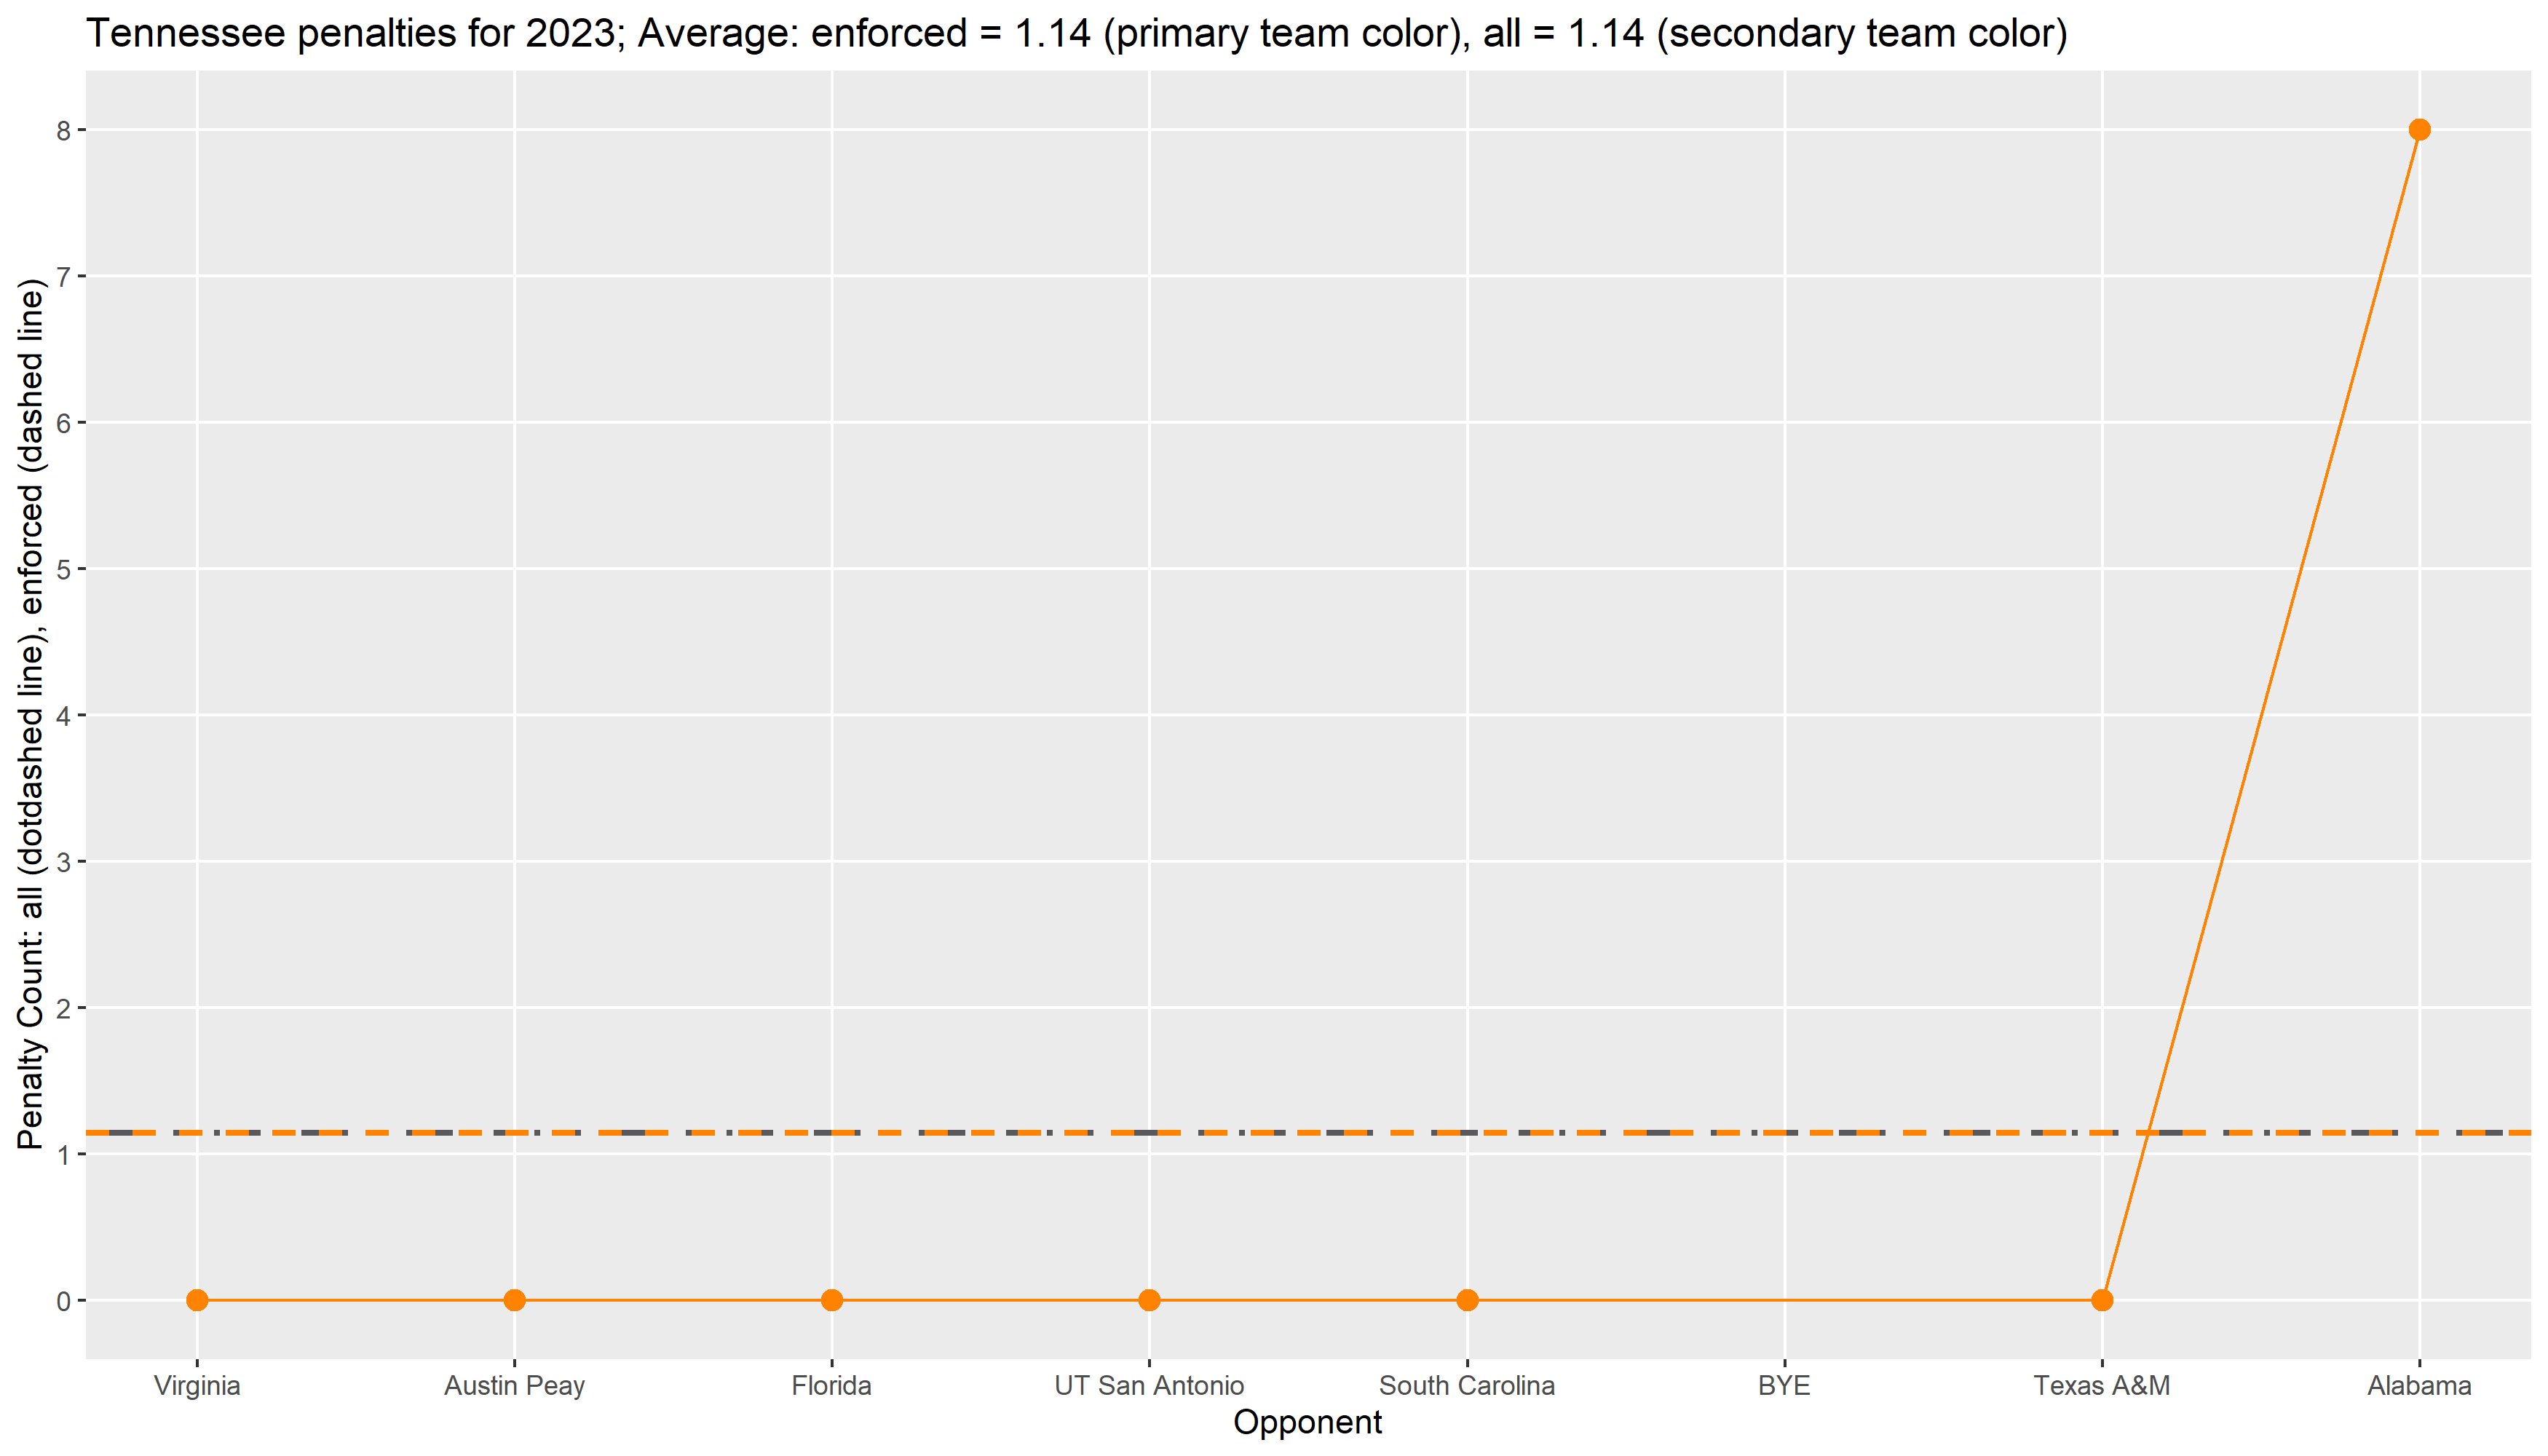 Tennessee penalties for 2023; Average: enforced = 1.14 (primary team color), all = 1.14 (secondary team color)
Penalty Count: all (dotdashed line), enforced (dashed line)
8
7
6
5
4
3
2
1
0
Virginia Austin Peay Florida UT San Antonio South Carolina BYE Texas A&M Alabama
Opponent